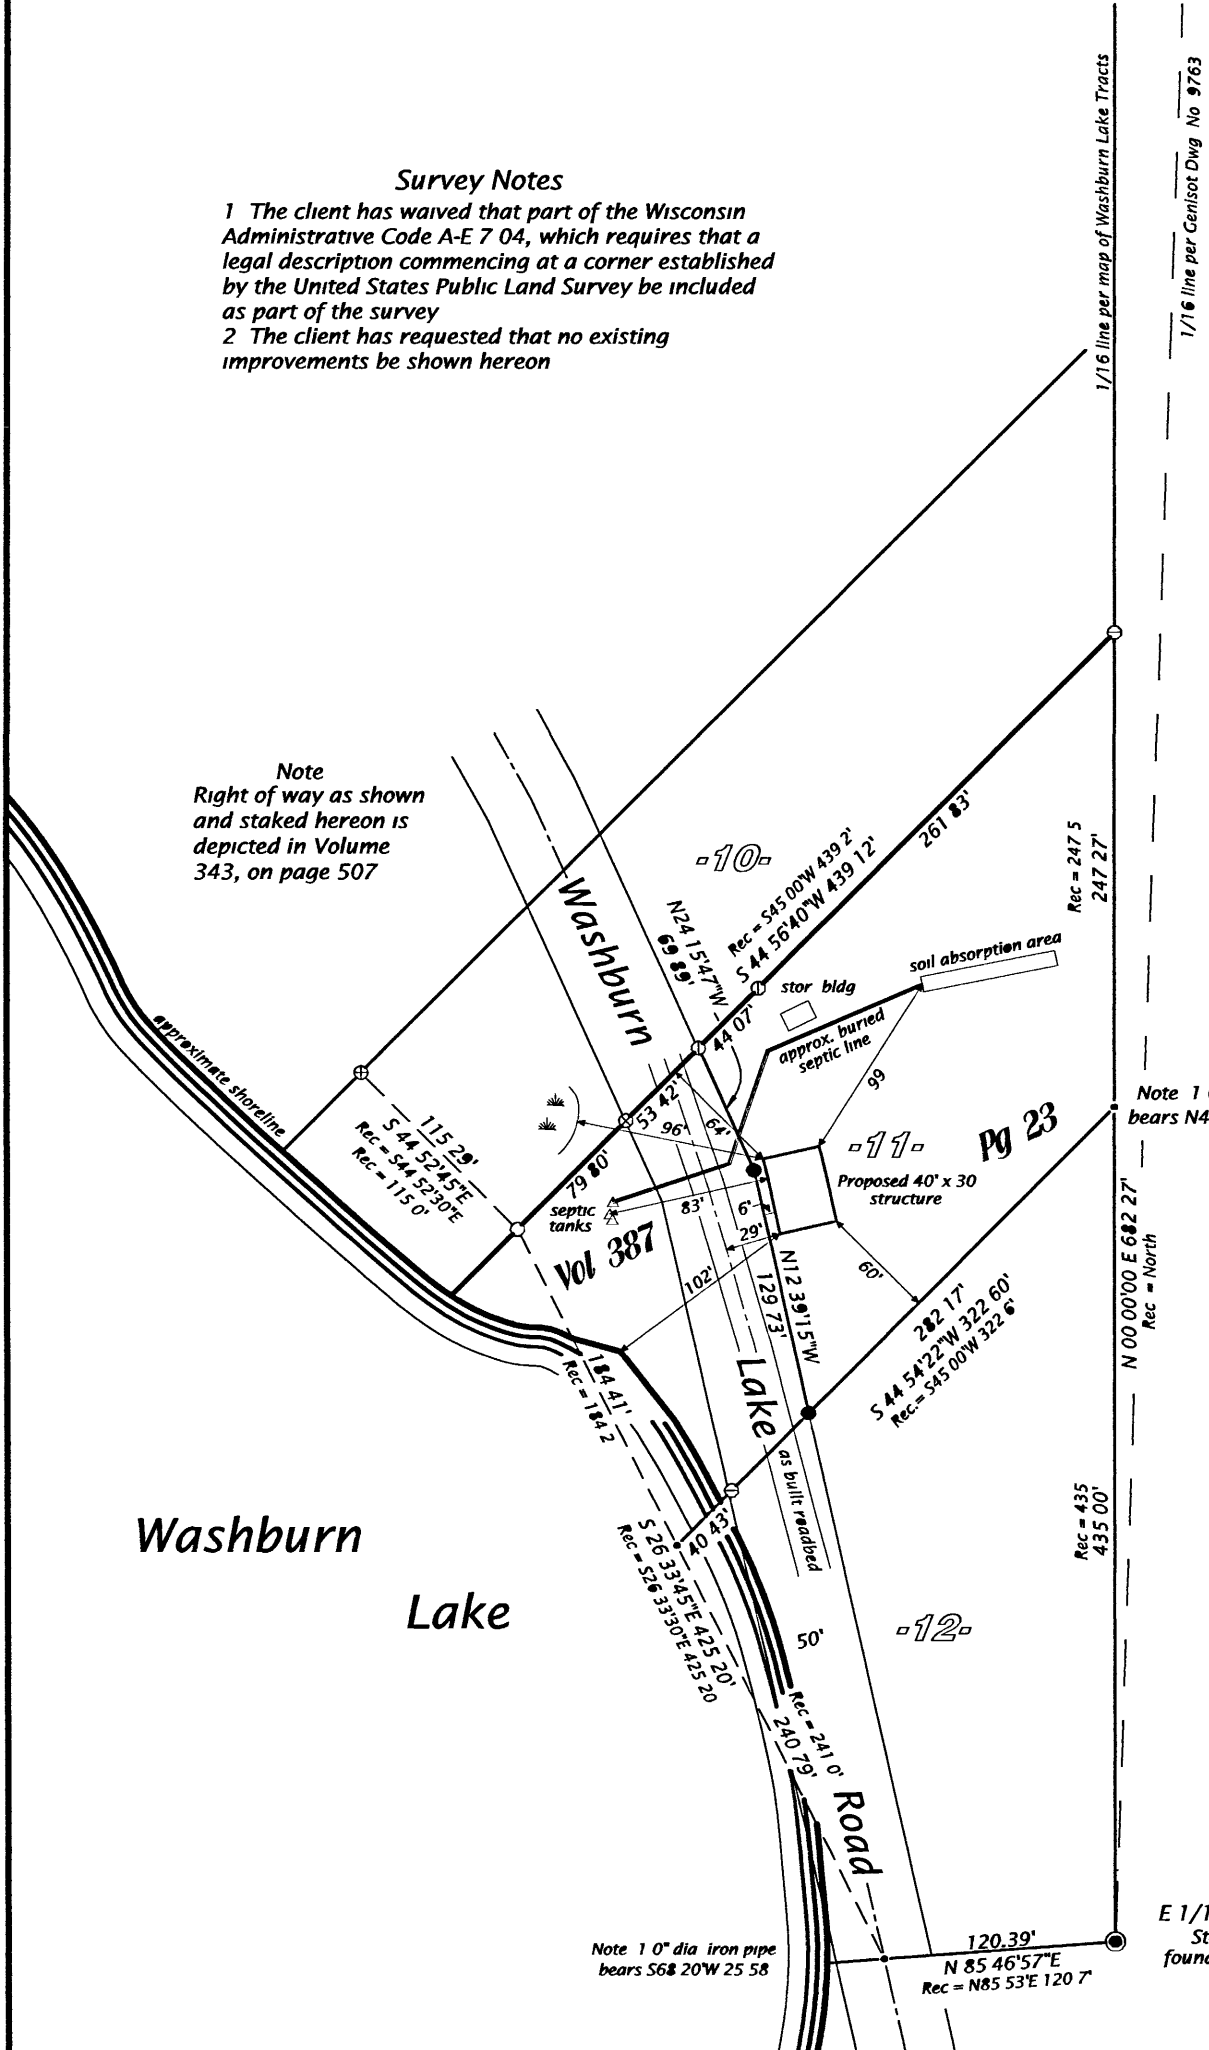 Survey Notes
1 The client has waived that part of the Wisconsin
Administrative Code A-E 7 04, which requires that a
legal description commencing at a corner established
by the United States Public Land Survey be included
as part of the survey
2 The client has requested that no existing
improvements be shown hereon
1/16 line per map of Washburn Lake Tracts
1/16 line per Genisot Dwg No 9763
Note
Right of way as shown
and staked hereon is
depicted in Volume
343, on page 507
-10-
261 83'
Rec = S45 00'W 439 2'
S 44 56'40"W 439 12'
Rec = 247 5
247 27'
Washburn
N24 15'47"W
69 89'
44 07'
stor bldg
soil absorption area
approx. buried
septic line
99
approximate shoreline
115 29'
S 44 52'45"E
Rec = S44 52'30"E
Rec = 115 0'
53 42'
96'
64'
79 80'
septic
tanks
83'
6'
29'
102'
-11-
Pg 23
Proposed 40' x 30
structure
Note 1
bears N4
Vol 387
60'
N12 39'15"W
129 73'
282 17'
S 44 54'22"W 322 60'
Rec.= S45 00'W 322 6'
N 00 00'00 E 682 27'
Rec = North
184 41'
Rec = 184 2
Lake
as built roadbed
40 43'
S 26 33'45"E 425 20'
Rec = S26 33'30"E 425 20
Rec = 435
435 00'
Washburn
Lake
50'
-12-
Rec = 241 0'
240 79'
Road
Note 1 0" dia iron pipe
bears S68 20'W 25 58
120.39'
N 85 46'57"E
Rec = N85 53'E 120 7'
E 1/1
St
found